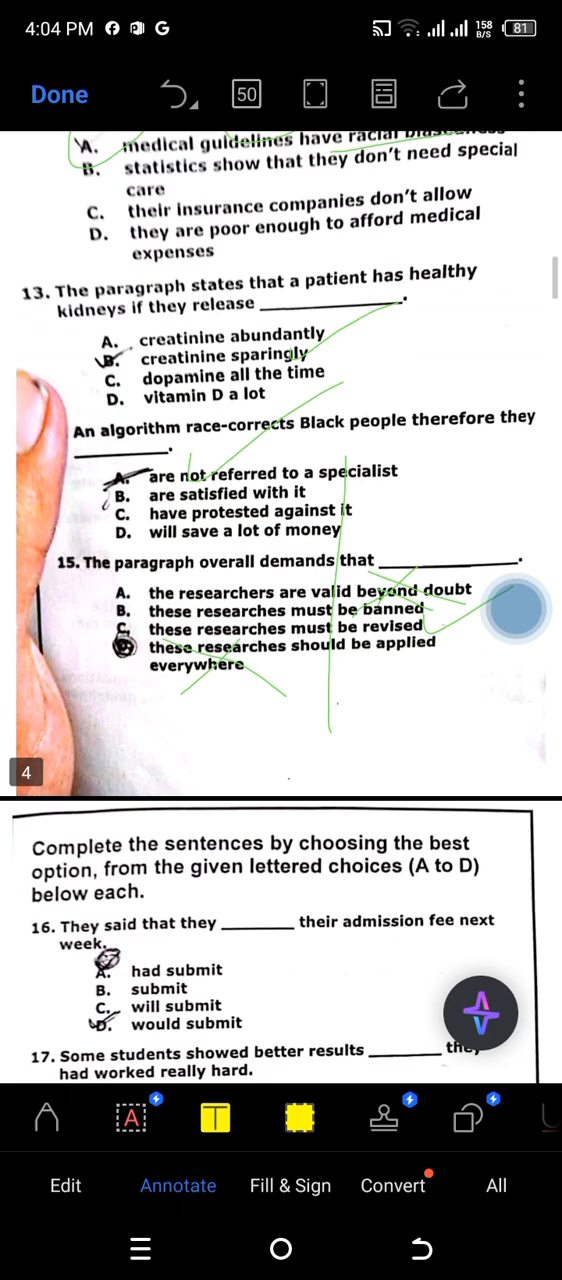 4:04 PM
158
B/S
81
Done
50
A. medical guidelines have racial
B. statistics show that they don't need special
care
C. their insurance companies don't allow
D. they are poor enough to afford medical
expenses
13. The paragraph states that a patient has healthy
kidneys if they release ________.
A. creatinine abundantly
B. creatinine sparingly
C. dopamine all the time
D. vitamin D a lot
An algorithm race-corrects Black people therefore they
________.
A. are not referred to a specialist
B. are satisfied with it
C. have protested against it
D. will save a lot of money
15. The paragraph overall demands that ________.
A. the researchers are valid beyond doubt
B. these researches must be banned
C. these researches must be revised
D. these researches should be applied
everywhere
4
Complete the sentences by choosing the best
option, from the given lettered choices (A to D)
below each.
16. They said that they ________ their admission fee next
week.
A. had submit
B. submit
C. will submit
D. would submit
17. Some students showed better results ________ they
had worked really hard.
Edit
Annotate
Fill & Sign
Convert
All